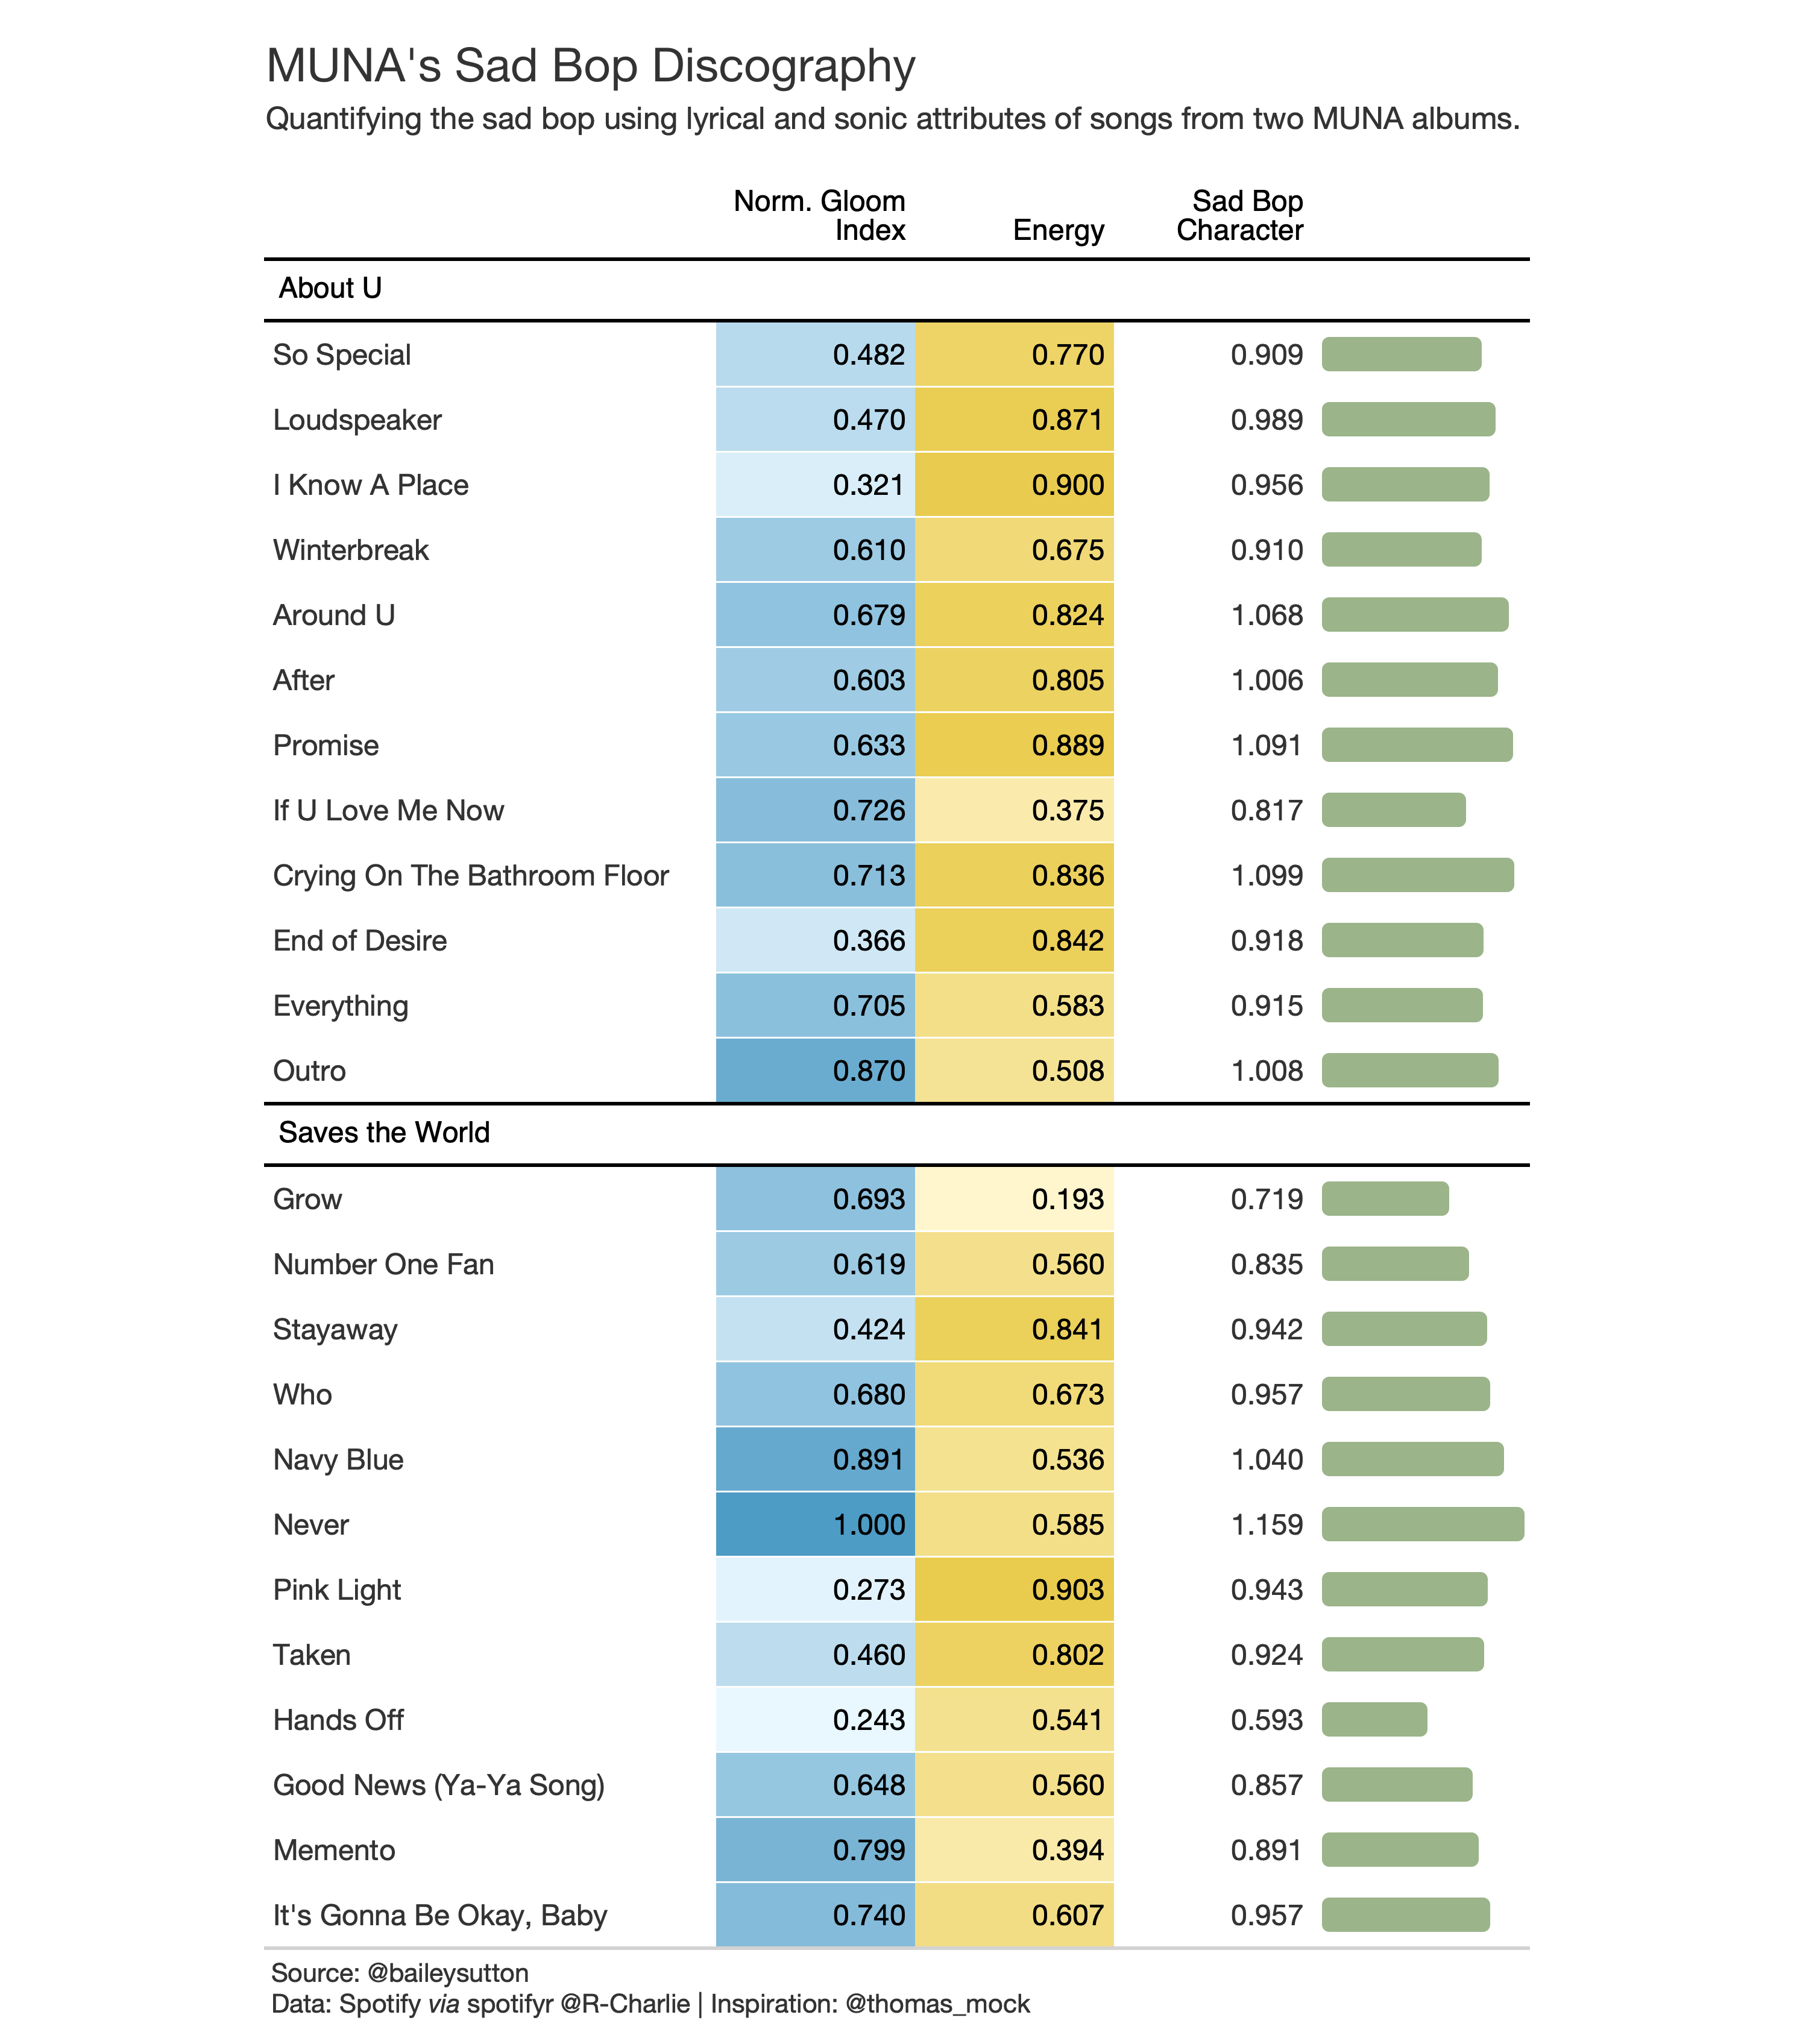 MUNA's Sad Bop Discography
Quantifying the sad bop using lyrical and sonic attributes of songs from two MUNA albums.
Norm. Gloom Index Energy Sad Bop Character
About U
So Special 0.482 0.770 0.909
Loudspeaker 0.470 0.871 0.989
I Know A Place 0.321 0.900 0.956
Winterbreak 0.610 0.675 0.910
Around U 0.679 0.824 1.068
After 0.603 0.805 1.006
Promise 0.633 0.889 1.091
If U Love Me Now 0.726 0.375 0.817
Crying On The Bathroom Floor 0.713 0.836 1.099
End of Desire 0.366 0.842 0.918
Everything 0.705 0.583 0.915
Outro 0.870 0.508 1.008
Saves the World
Grow 0.693 0.193 0.719
Number One Fan 0.619 0.560 0.835
Stayaway 0.424 0.841 0.942
Who 0.680 0.673 0.957
Navy Blue 0.891 0.536 1.040
Never 1.000 0.585 1.159
Pink Light 0.273 0.903 0.943
Taken 0.460 0.802 0.924
Hands Off 0.243 0.541 0.593
Good News (Ya-Ya Song) 0.648 0.560 0.857
Memento 0.799 0.394 0.891
It's Gonna Be Okay, Baby 0.740 0.607 0.957
Source: @baileysutton
Data: Spotify via spotifyr @R-Charlie | Inspiration: @thomas_mock